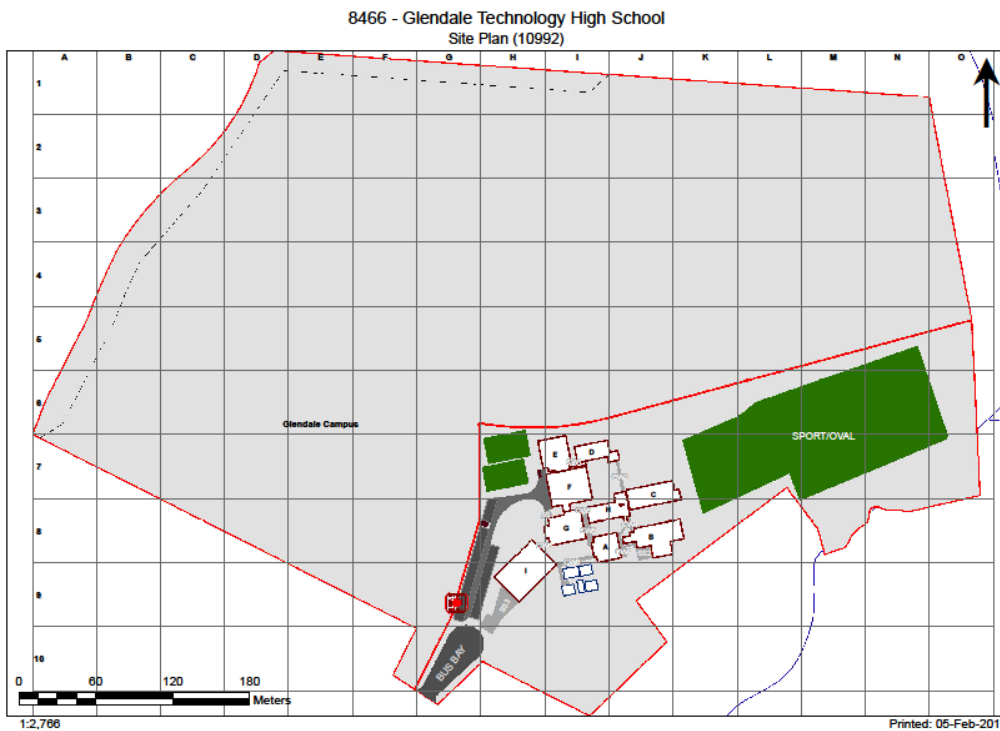 8466 - Glendale Technology High School
Site Plan (10992)
A B C D E F G H I J K L M N O
1
2
3
4
5
6
Glendale Campus
SPORT/OVAL
7
E D
F
C
H
8
G
B
A
I
9
10
BUS BAY
0 60 120 180
Meters
1:2,766
Printed: 05-Feb-201